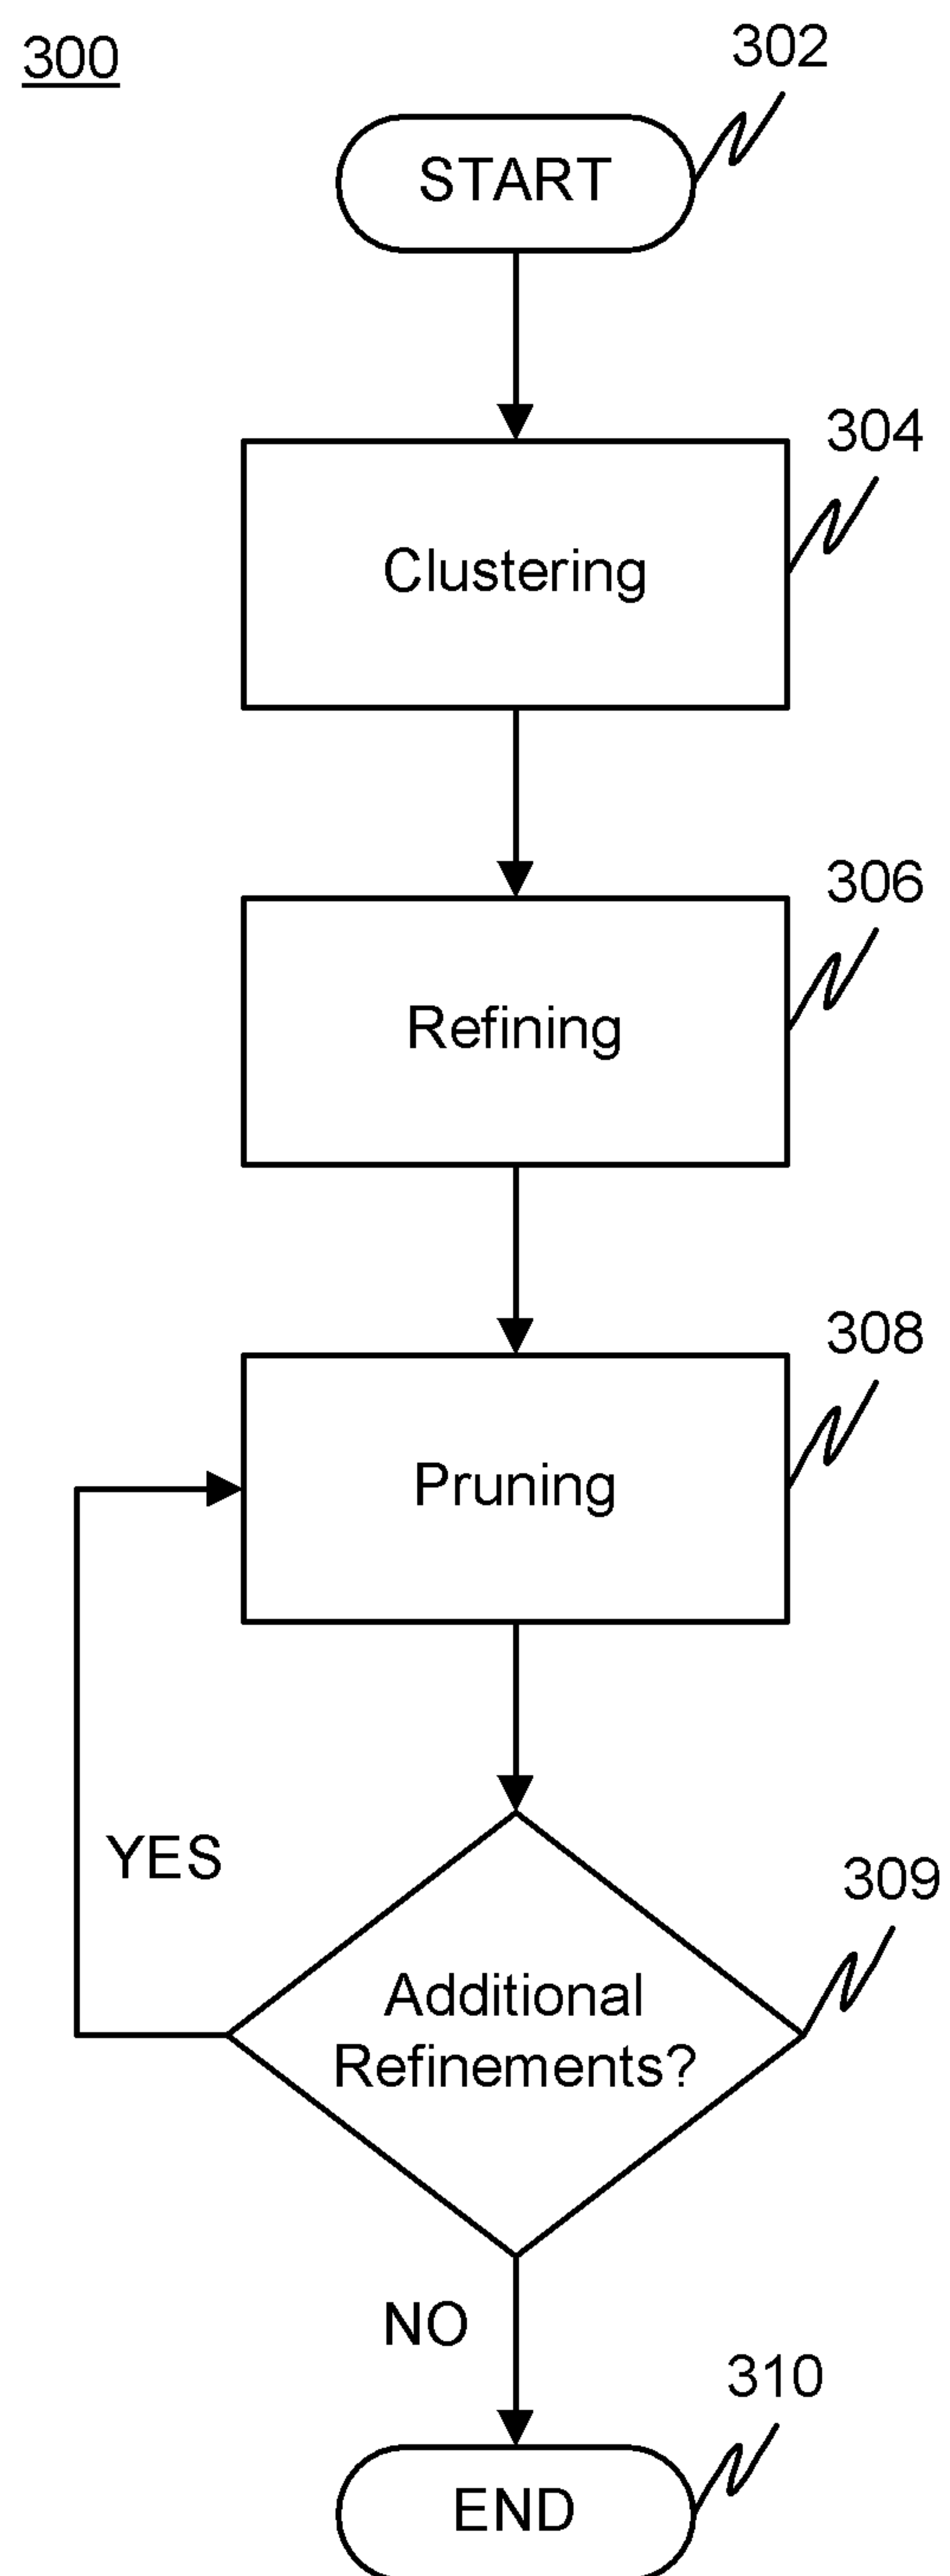 300
302
START
304
Clustering
306
Refining
308
Pruning
YES
309
Additional
Refinements?
NO
310
END